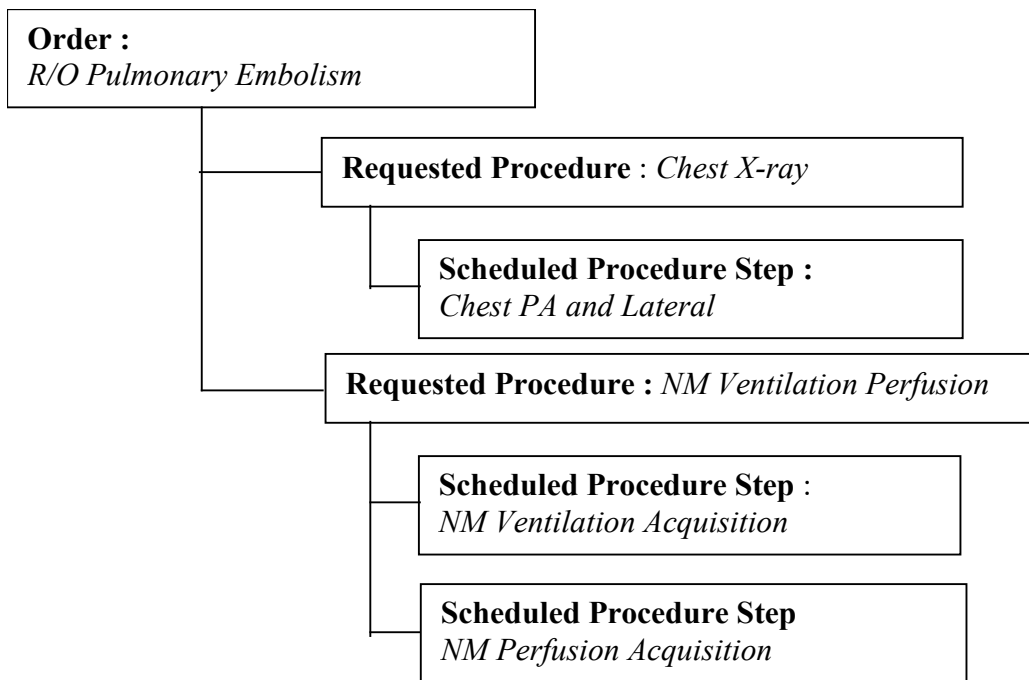 Order :
R/O Pulmonary Embolism
Requested Procedure : Chest X-ray
Scheduled Procedure Step :
Chest PA and Lateral
Requested Procedure : NM Ventilation Perfusion
Scheduled Procedure Step :
NM Ventilation Acquisition
Scheduled Procedure Step
NM Perfusion Acquisition